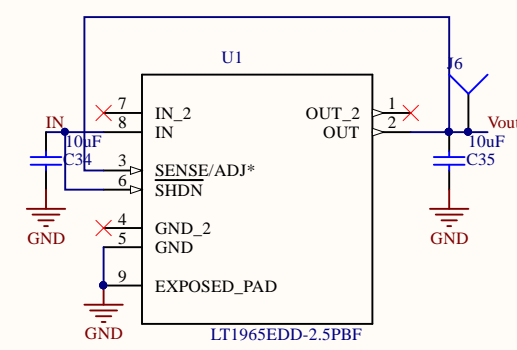 U1
J6
7 IN_2 OUT_2 1
IN 8 IN OUT 2 Vout
10uF 10uF
C34 C35
3 SENSE/ADJ*
6 SHDN
4 GND_2
GND 5 GND GND
9 EXPOSED_PAD
GND LT1965EDD-2.5PBF